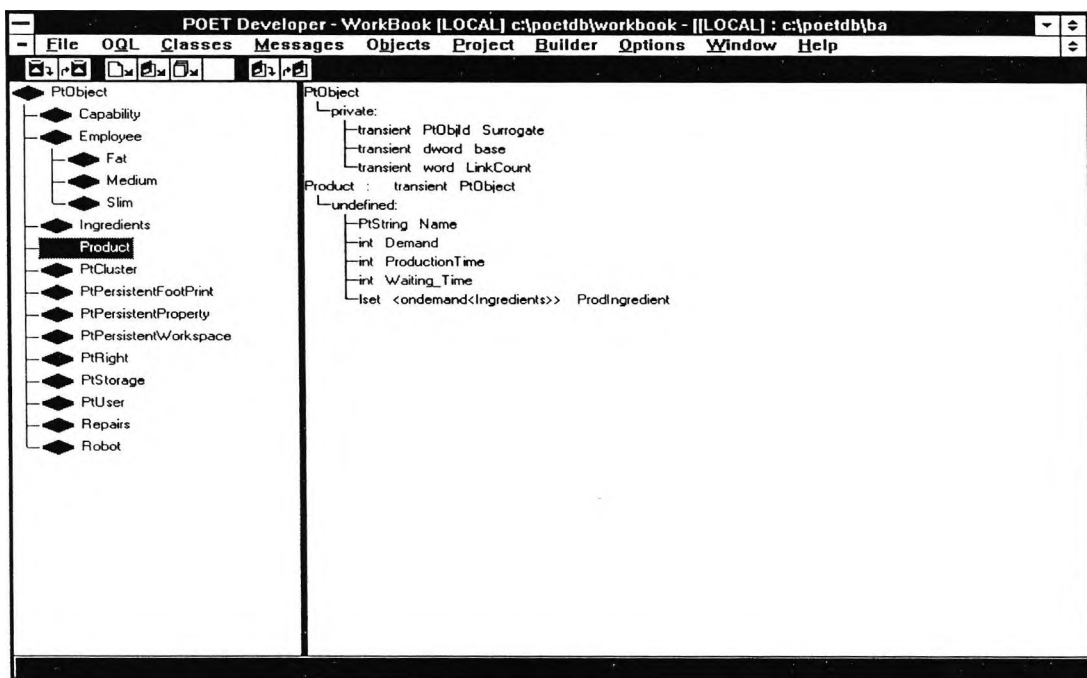 POET Developer - WorkBook [LOCAL] c:\poetdb\workbook - [[LOCAL] : c:\poetdb\ba
File OQL Classes Messages Objects Project Builder Options Window Help
PtObject
Capability
Employee
Fat
Medium
Slim
Ingredients
Product
PtCluster
PtPersistentFootPrint
PtPersistentProperty
PtPersistentWorkspace
PtRight
PtStorage
PtUser
Repairs
Robot
PtObject
private:
transient PtObjId Surrogate
transient dword base
transient word LinkCount
Product : transient PtObject
undefined:
PtString Name
int Demand
int ProductionTime
int Waiting_Time
lset <ondemand<Ingredients>> ProdIngredient